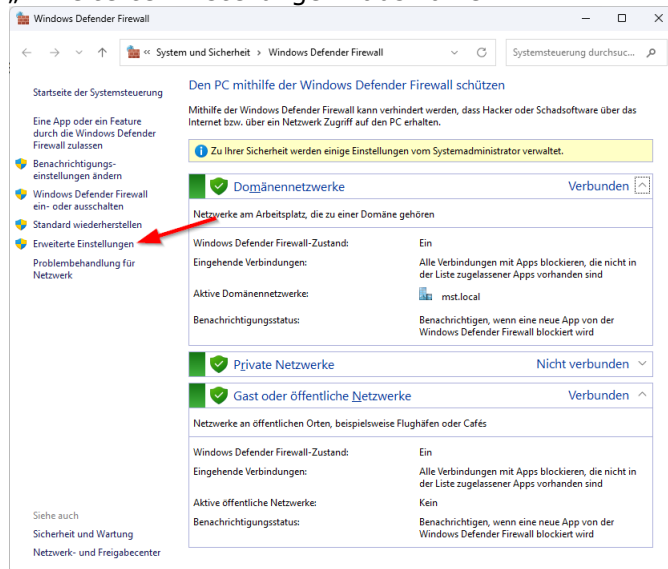 Windows Defender Firewall
« System und Sicherheit › Windows Defender Firewall
Systemsteuerung durchsuc...
Startseite der Systemsteuerung
Eine App oder ein Feature
durch die Windows Defender
Firewall zulassen
Benachrichtigungs-
einstellungen ändern
Windows Defender Firewall
ein- oder ausschalten
Standard wiederherstellen
Erweiterte Einstellungen
Problembehandlung für
Netzwerk
Den PC mithilfe der Windows Defender Firewall schützen
Mithilfe der Windows Defender Firewall kann verhindert werden, dass Hacker oder Schadsoftware über das
Internet bzw. über ein Netzwerk Zugriff auf den PC erhalten.
Zu Ihrer Sicherheit werden einige Einstellungen vom Systemadministrator verwaltet.
Domänennetzwerke Verbunden
Netzwerke am Arbeitsplatz, die zu einer Domäne gehören
Windows Defender Firewall-Zustand: Ein
Eingehende Verbindungen: Alle Verbindungen mit Apps blockieren, die nicht in
der Liste zugelassener Apps vorhanden sind
Aktive Domänennetzwerke: mst.local
Benachrichtigungsstatus: Benachrichtigen, wenn eine neue App von der
Windows Defender Firewall blockiert wird
Private Netzwerke Nicht verbunden
Gast oder öffentliche Netzwerke Verbunden
Netzwerke an öffentlichen Orten, beispielsweise Flughäfen oder Cafés
Windows Defender Firewall-Zustand: Ein
Eingehende Verbindungen: Alle Verbindungen mit Apps blockieren, die nicht in
der Liste zugelassener Apps vorhanden sind
Aktive öffentliche Netzwerke: Kein
Benachrichtigungsstatus: Benachrichtigen, wenn eine neue App von der
Windows Defender Firewall blockiert wird
Siehe auch
Sicherheit und Wartung
Netzwerk- und Freigabecenter